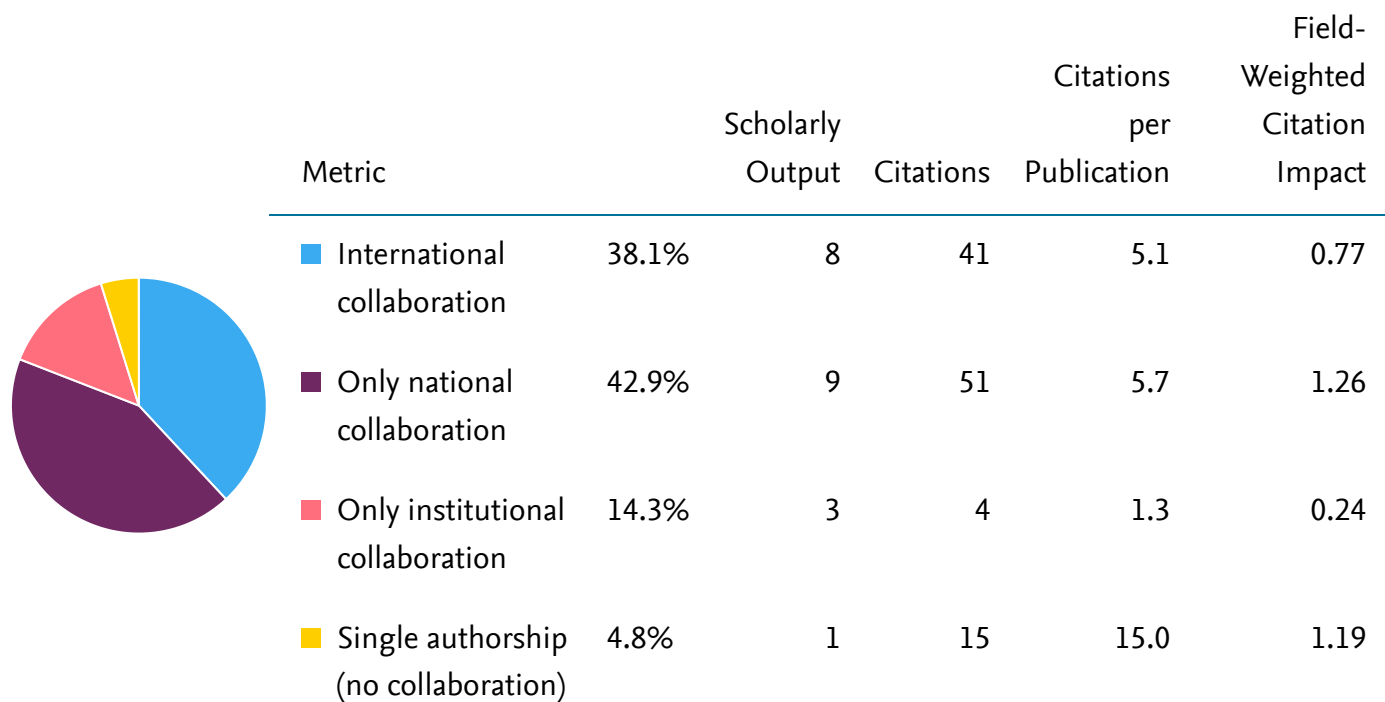 Metric Scholarly Output Citations Citations per Publication Field-Weighted Citation Impact
International collaboration 38.1% 8 41 5.1 0.77
Only national collaboration 42.9% 9 51 5.7 1.26
Only institutional collaboration 14.3% 3 4 1.3 0.24
Single authorship (no collaboration) 4.8% 1 15 15.0 1.19